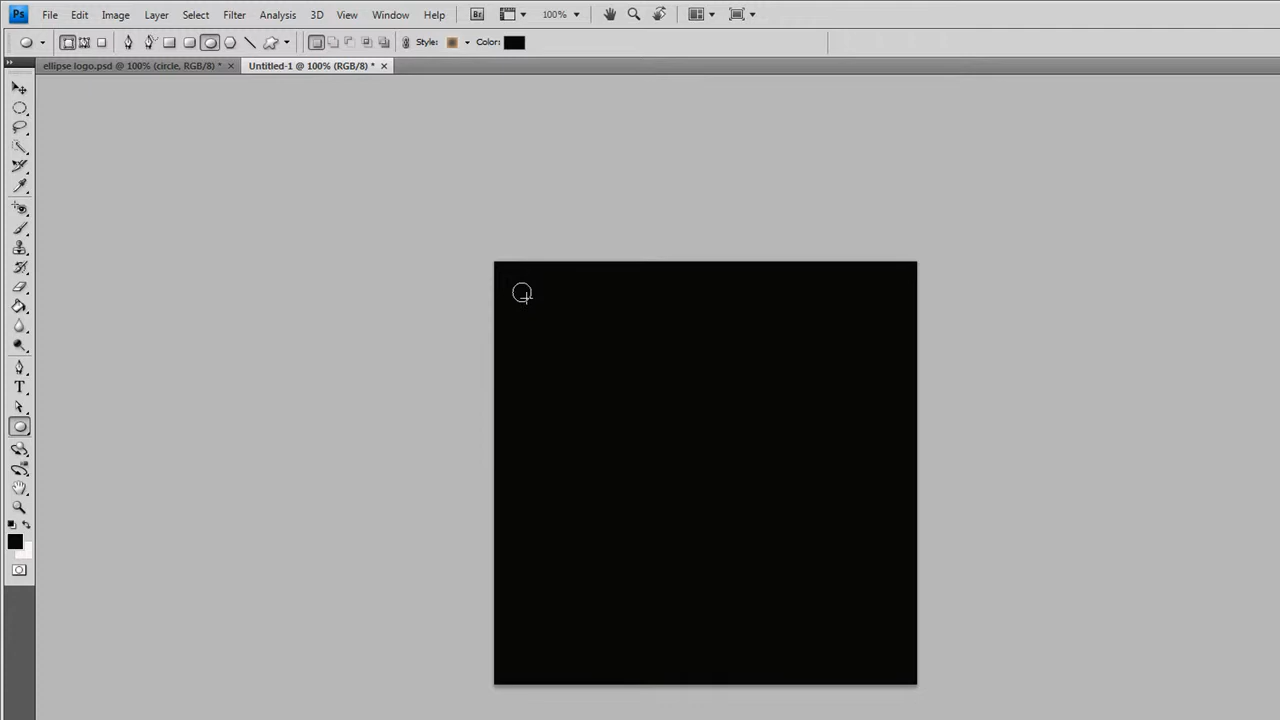 Ps File Edit Image Layer Select Filter Analysis 3D View Window Help Br 100%
Style: Color:
ellipse logo.psd @ 100% (circle, RGB/8) * × Untitled-1 @ 100% (RGB/8) * ×
T